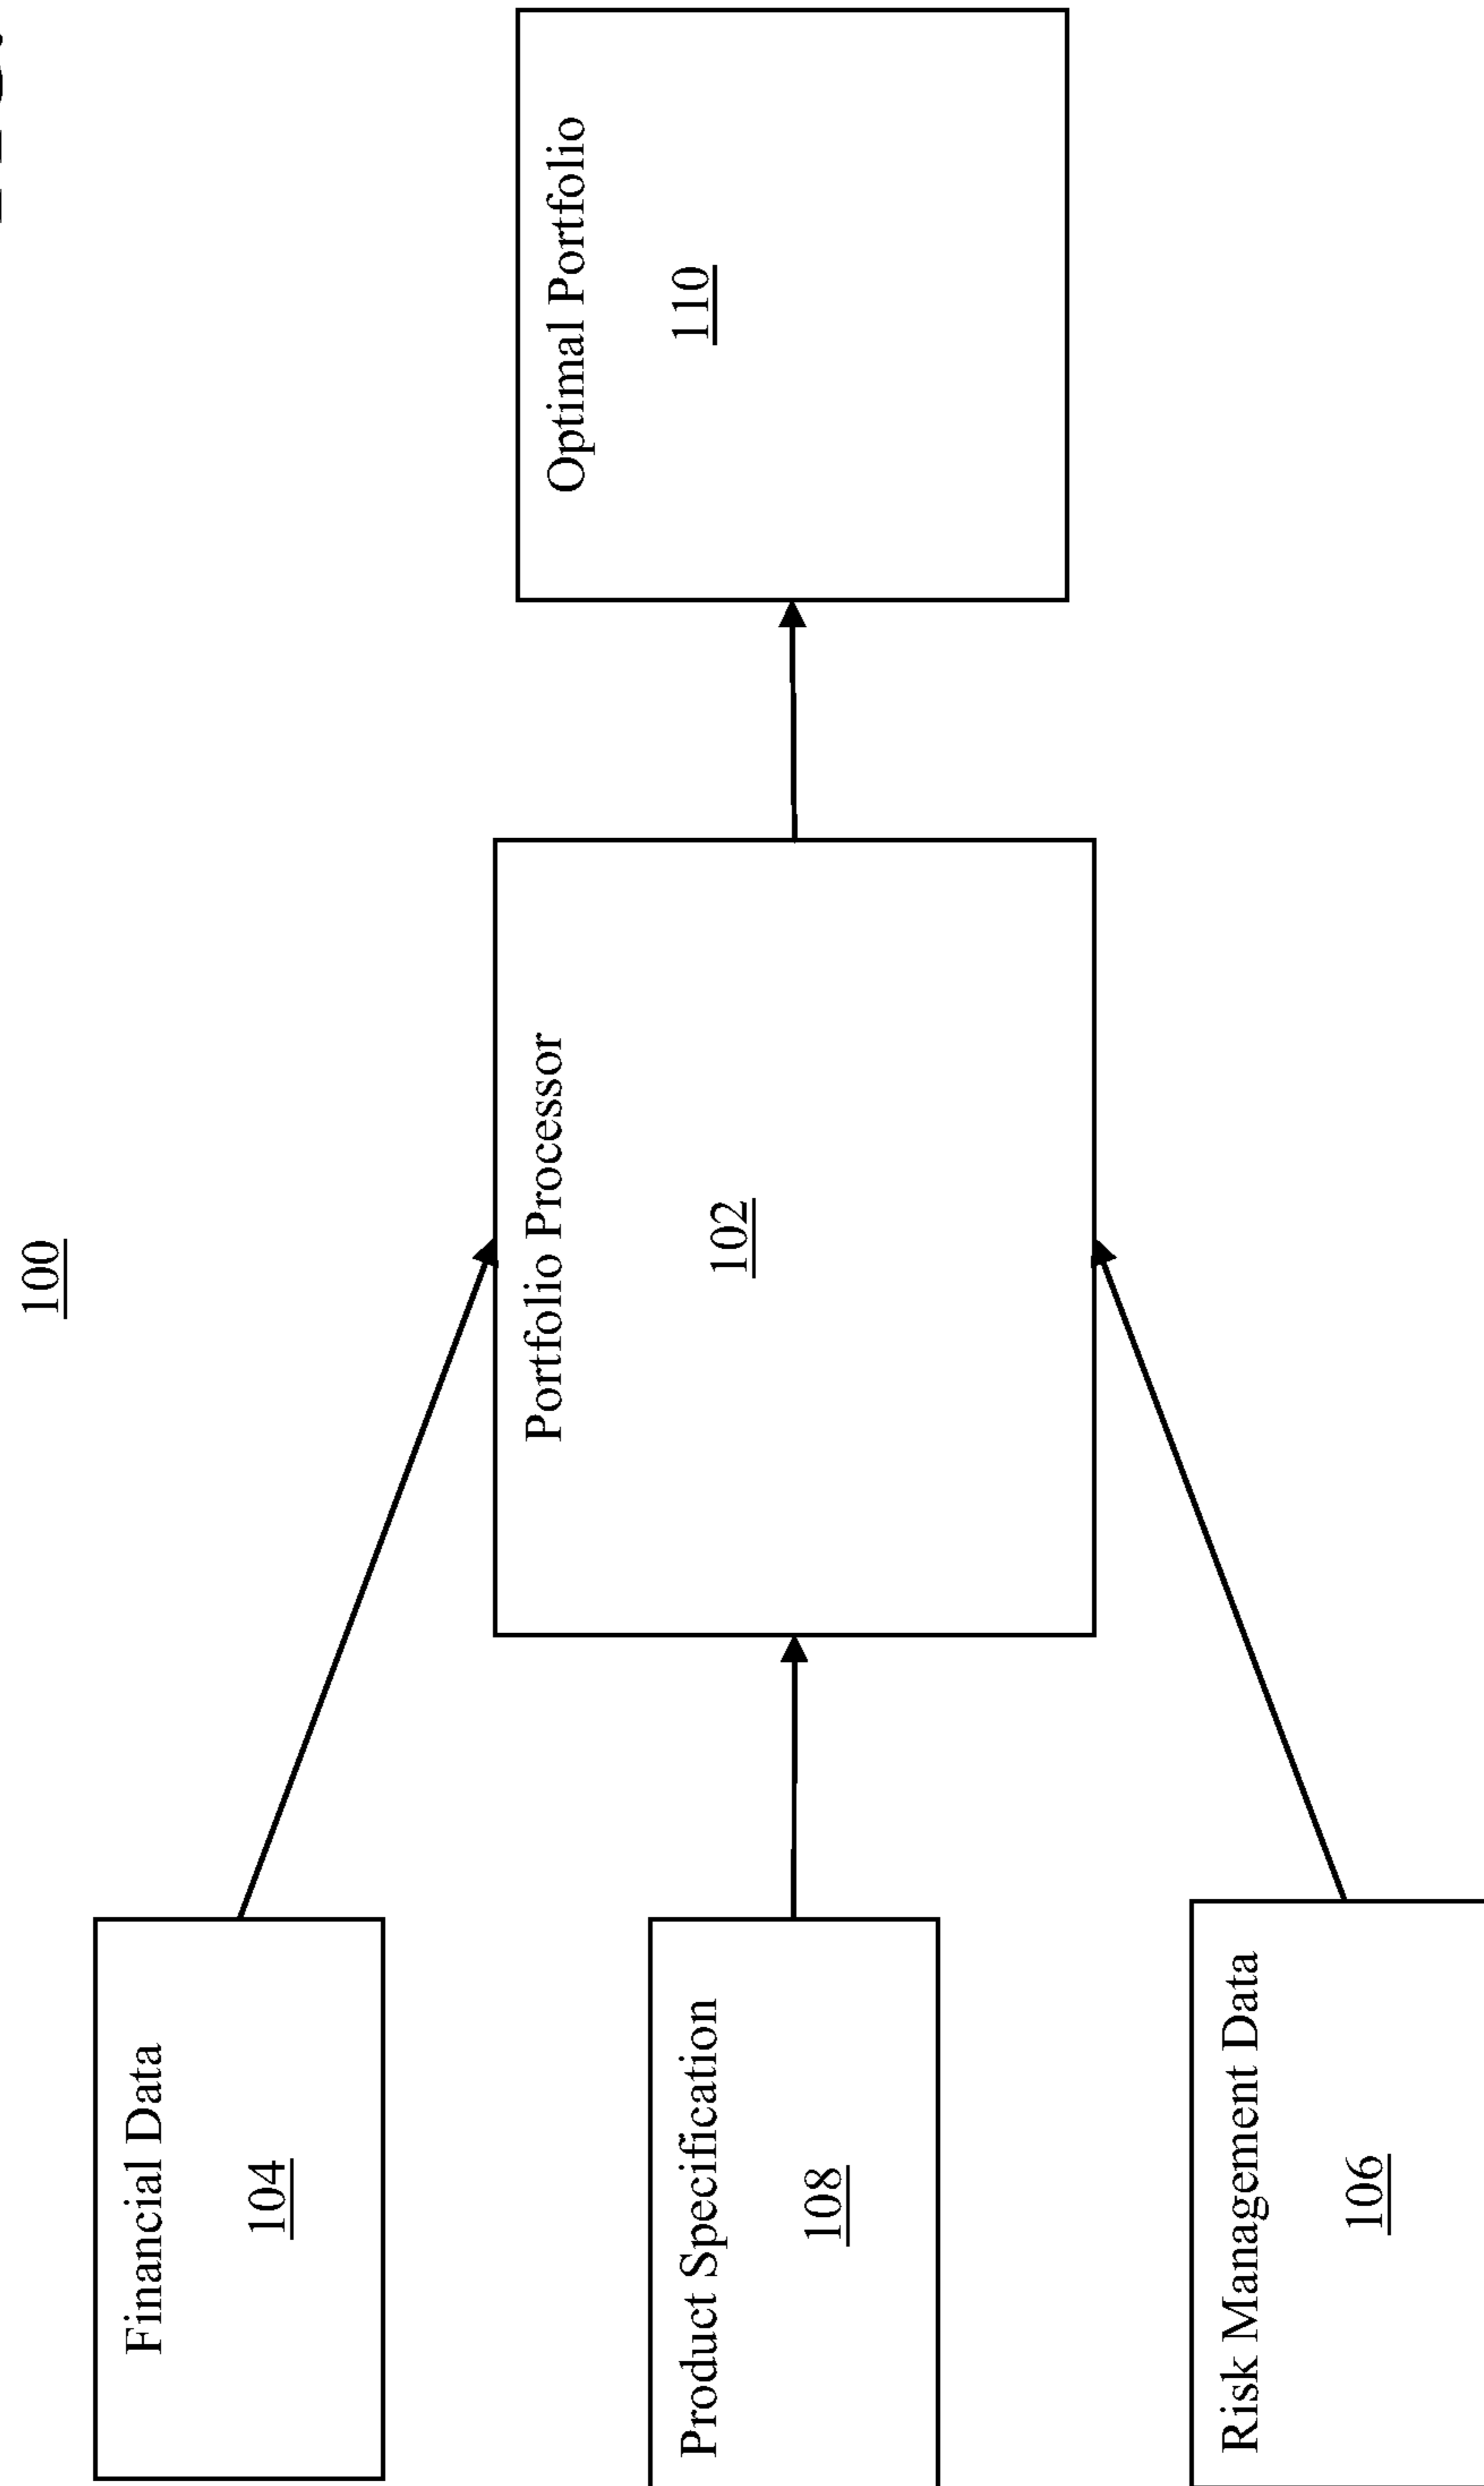 100
Financial Data
104
Product Specification
108
Risk Management Data
106
Portfolio Processor
102
Optimal Portfolio
110